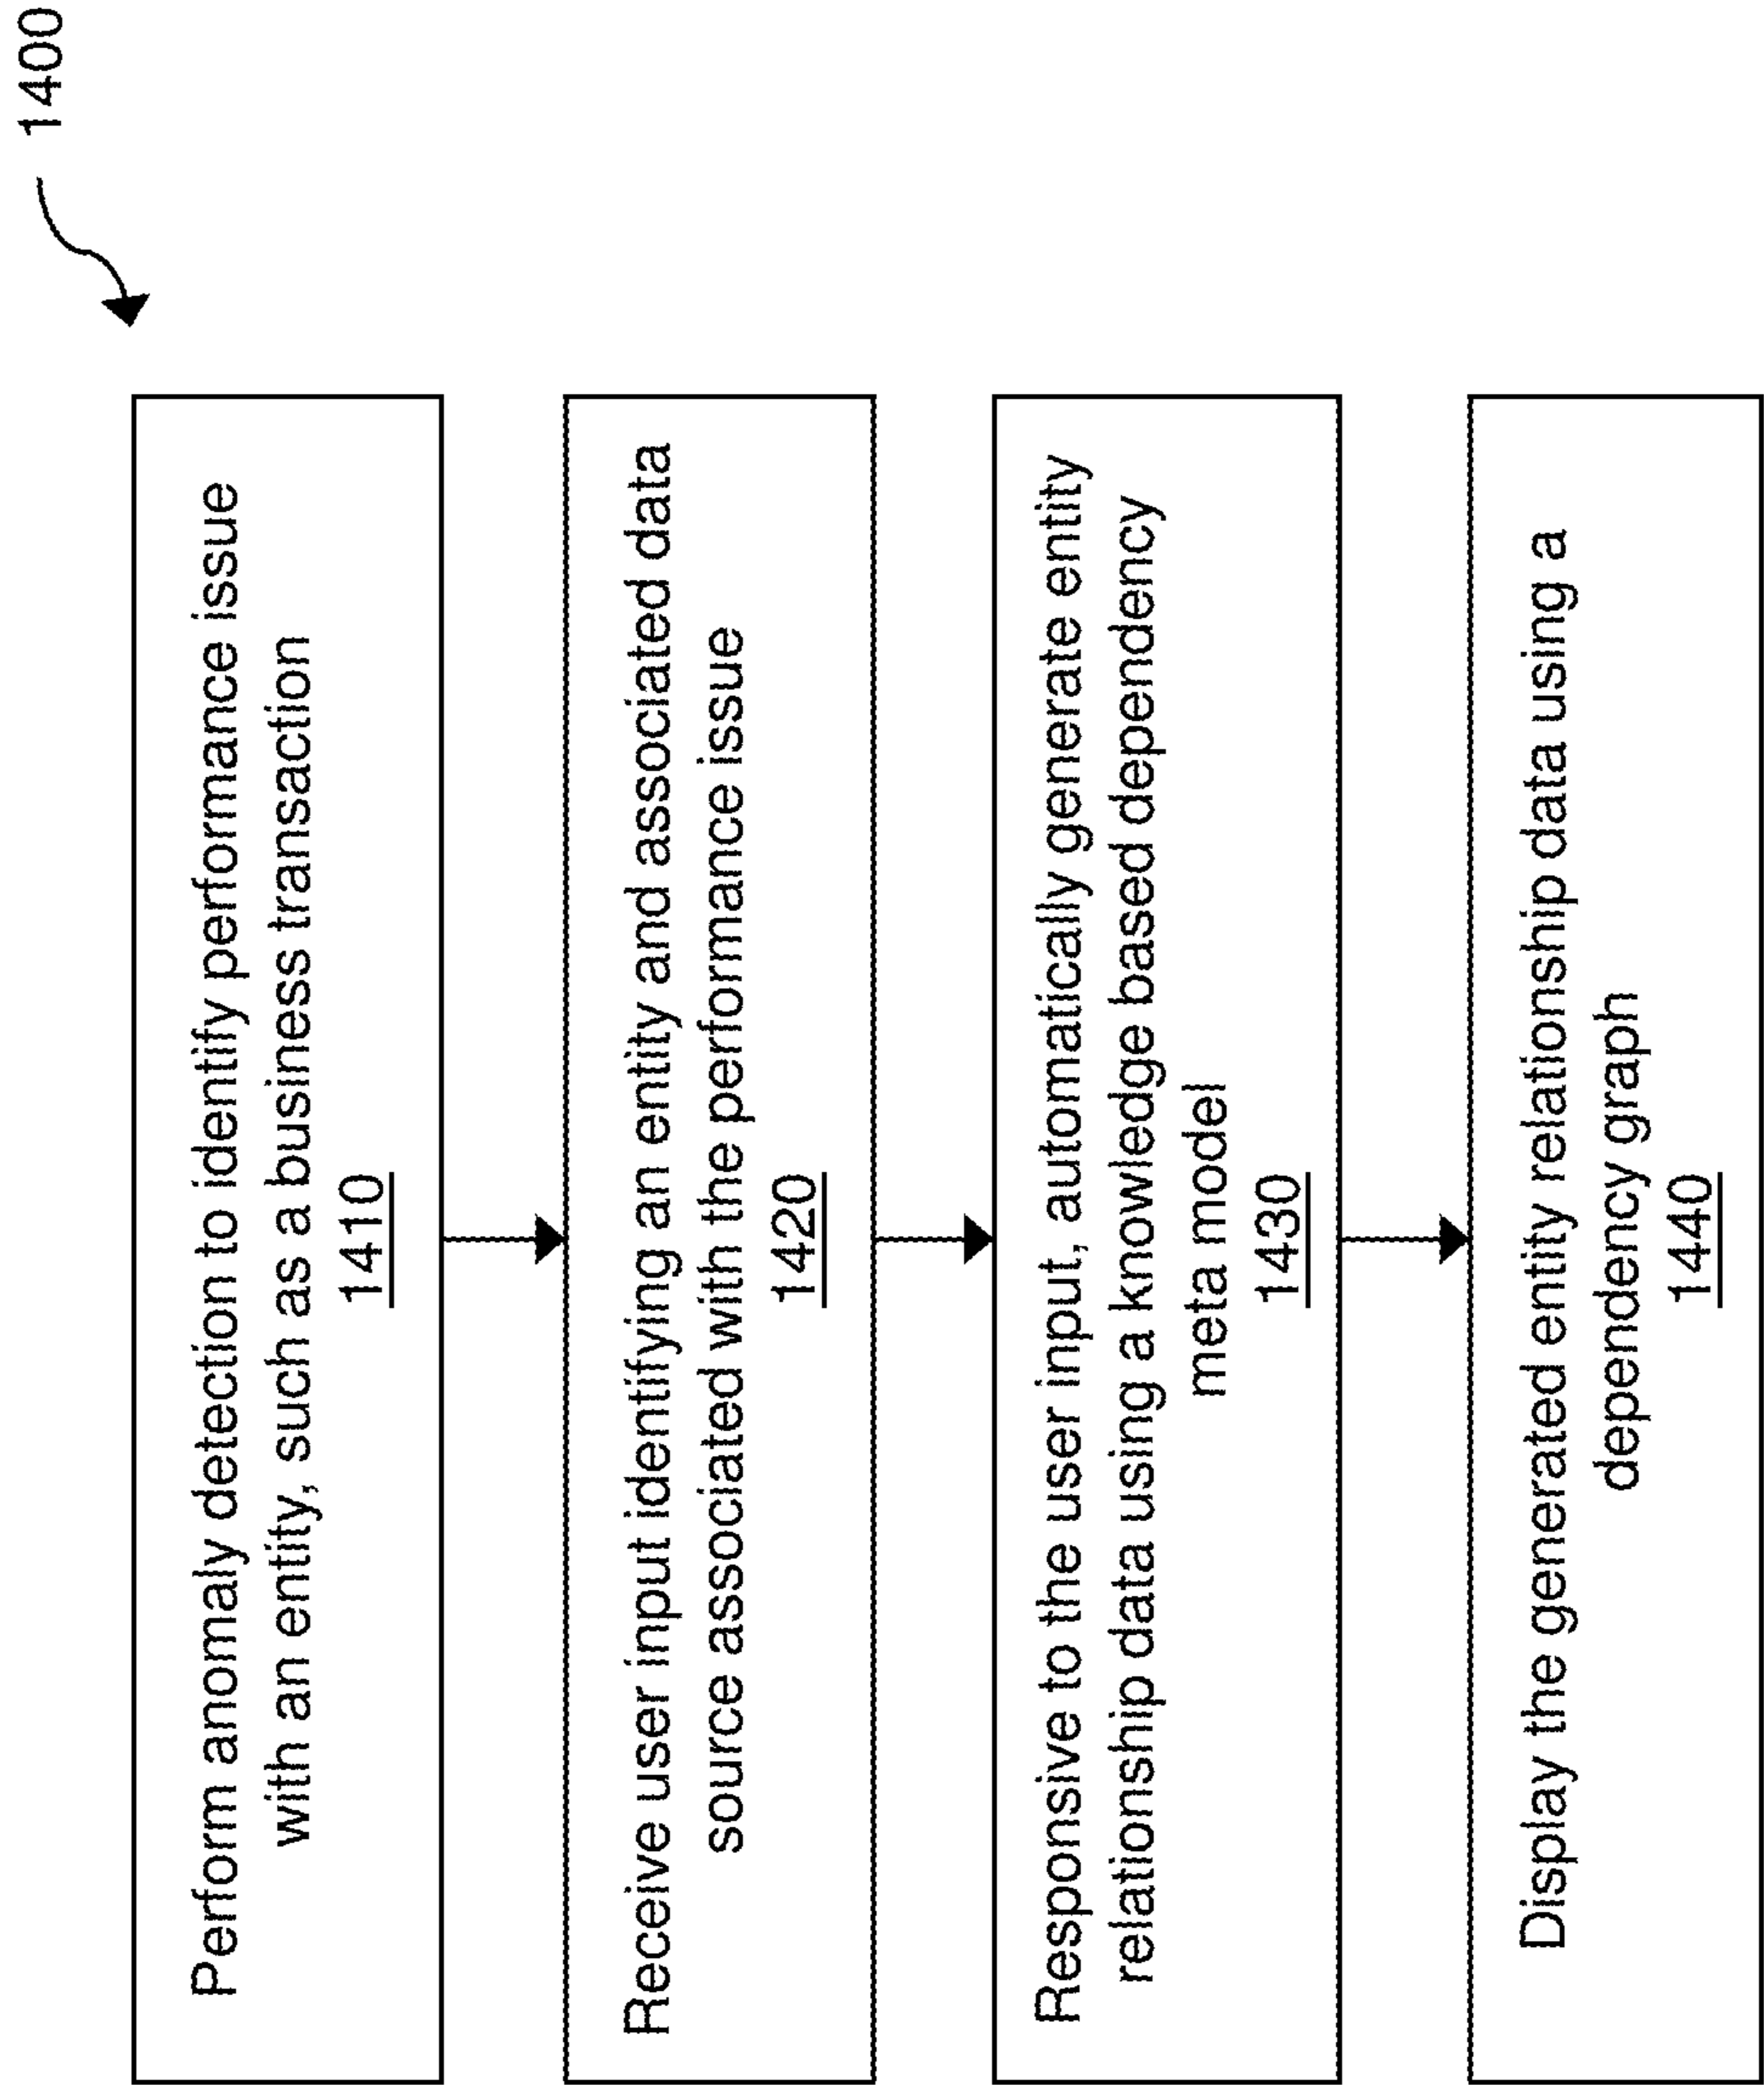 1400
Perform anomaly detection to identify performance issue
with an entity, such as a business transaction
1410
Receive user input identifying an entity and associated data
source associated with the performance issue
1420
Responsive to the user input, automatically generate entity
relationship data using a knowledge based dependency
meta model
1430
Display the generated entity relationship data using a
dependency graph
1440